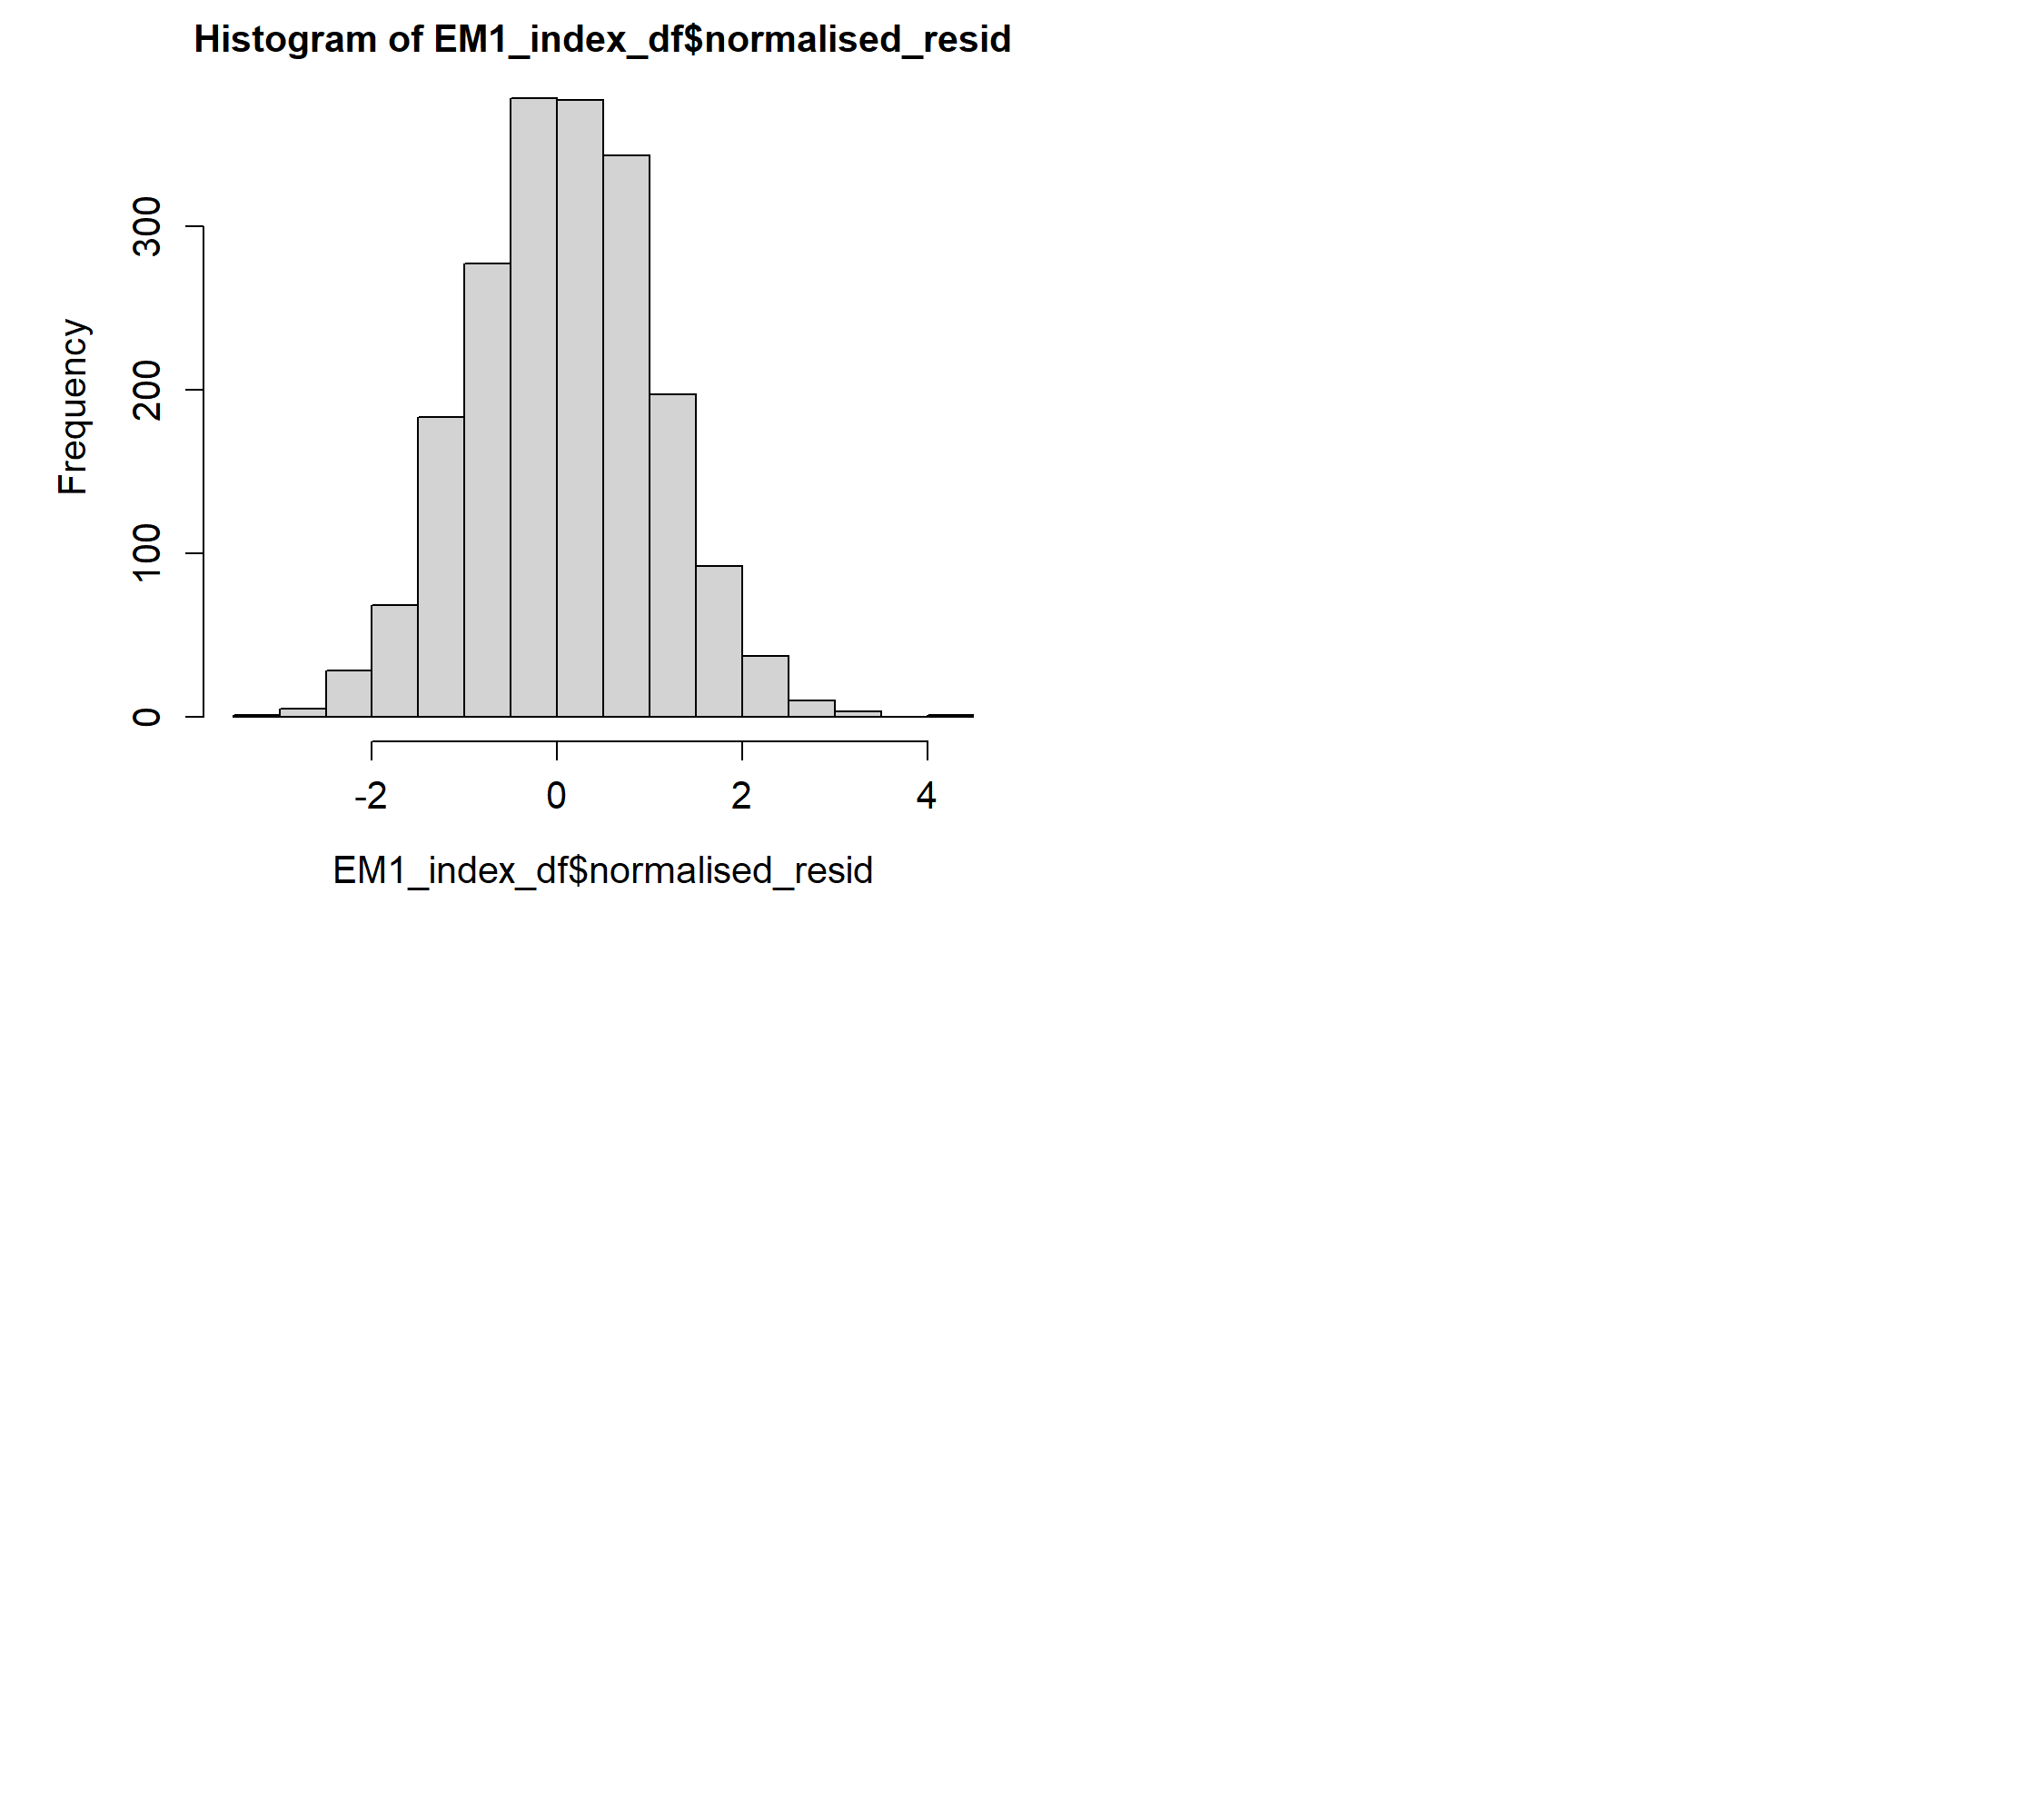 Histogram of EM1_index_df$normalised_resid
Frequency
300
200
100
0
-2 0 2 4
EM1_index_df$normalised_resid